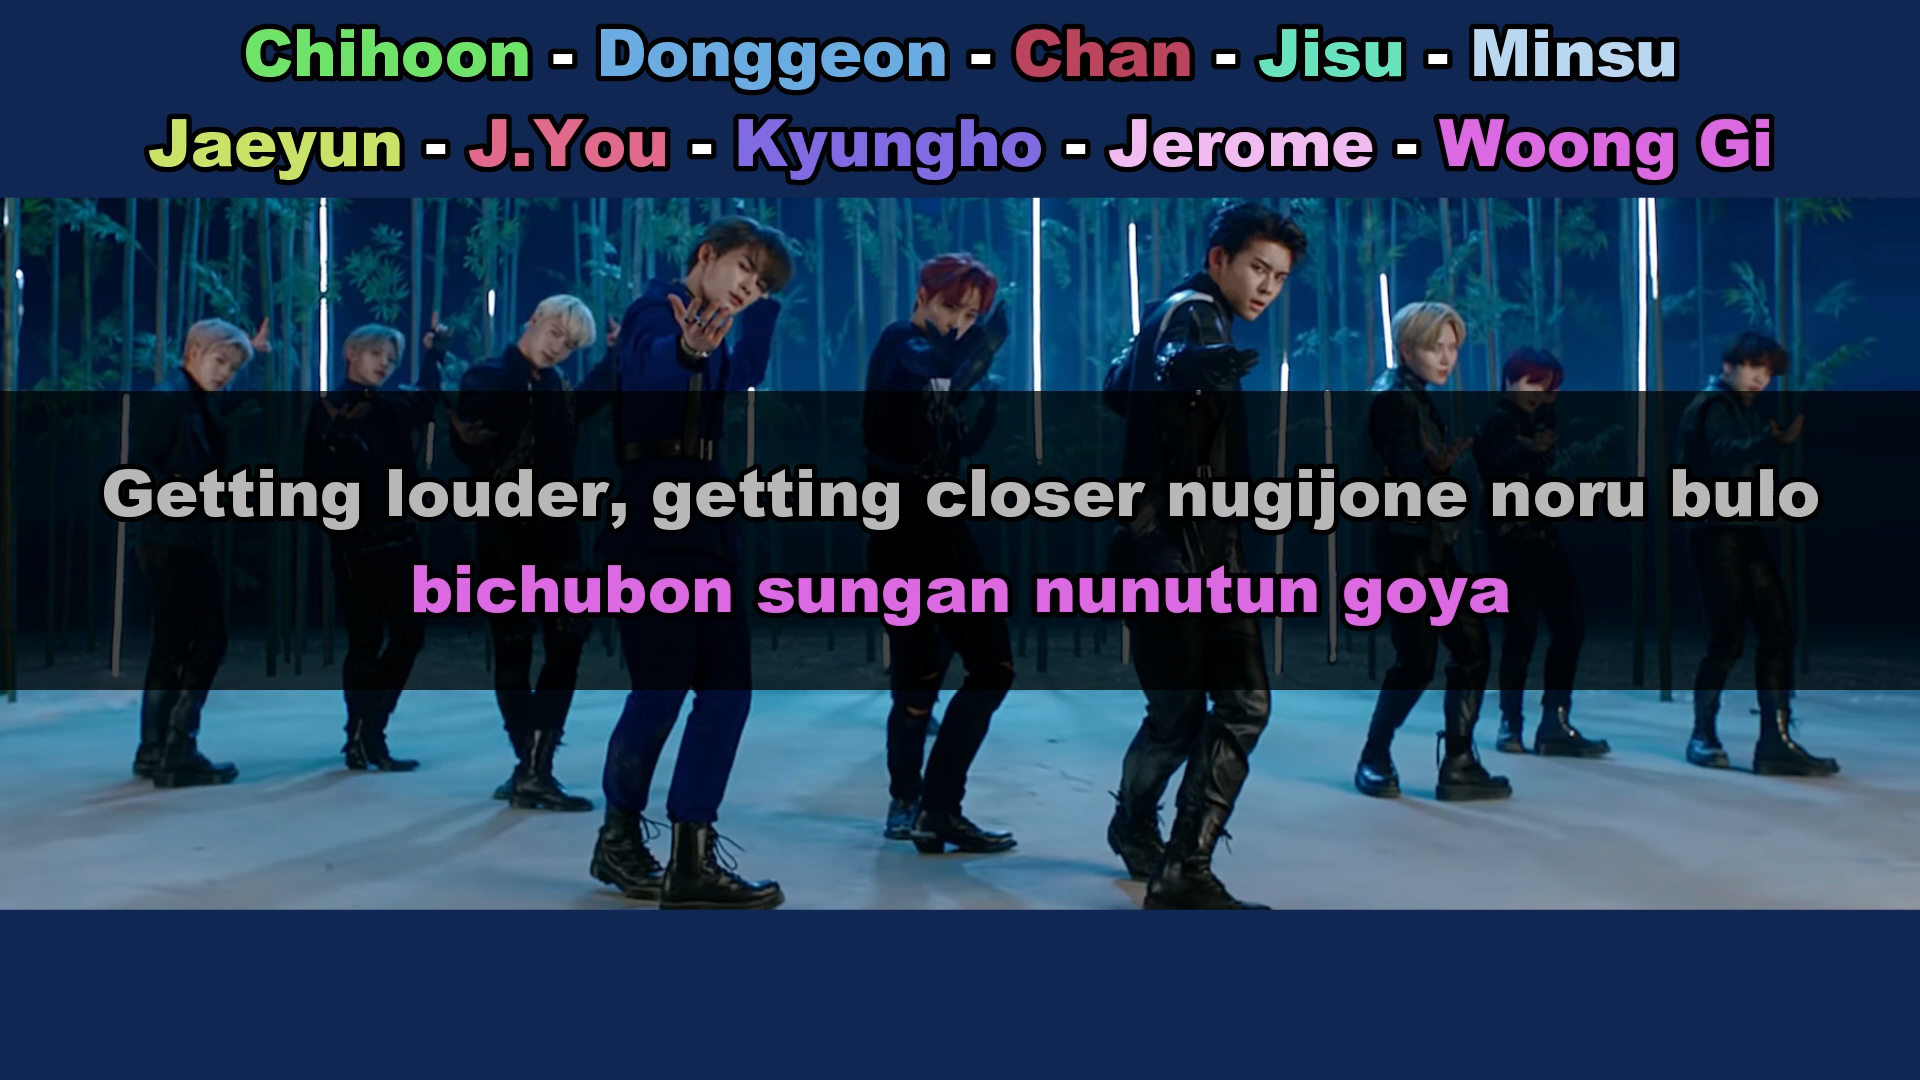 Chihoon - Donggeon - Chan - Jisu - Minsu
Jaeyun - J.You - Kyungho - Jerome - Woong Gi
Getting louder, getting closer nugijone noru bulo
bichubon sungan nunutun goya